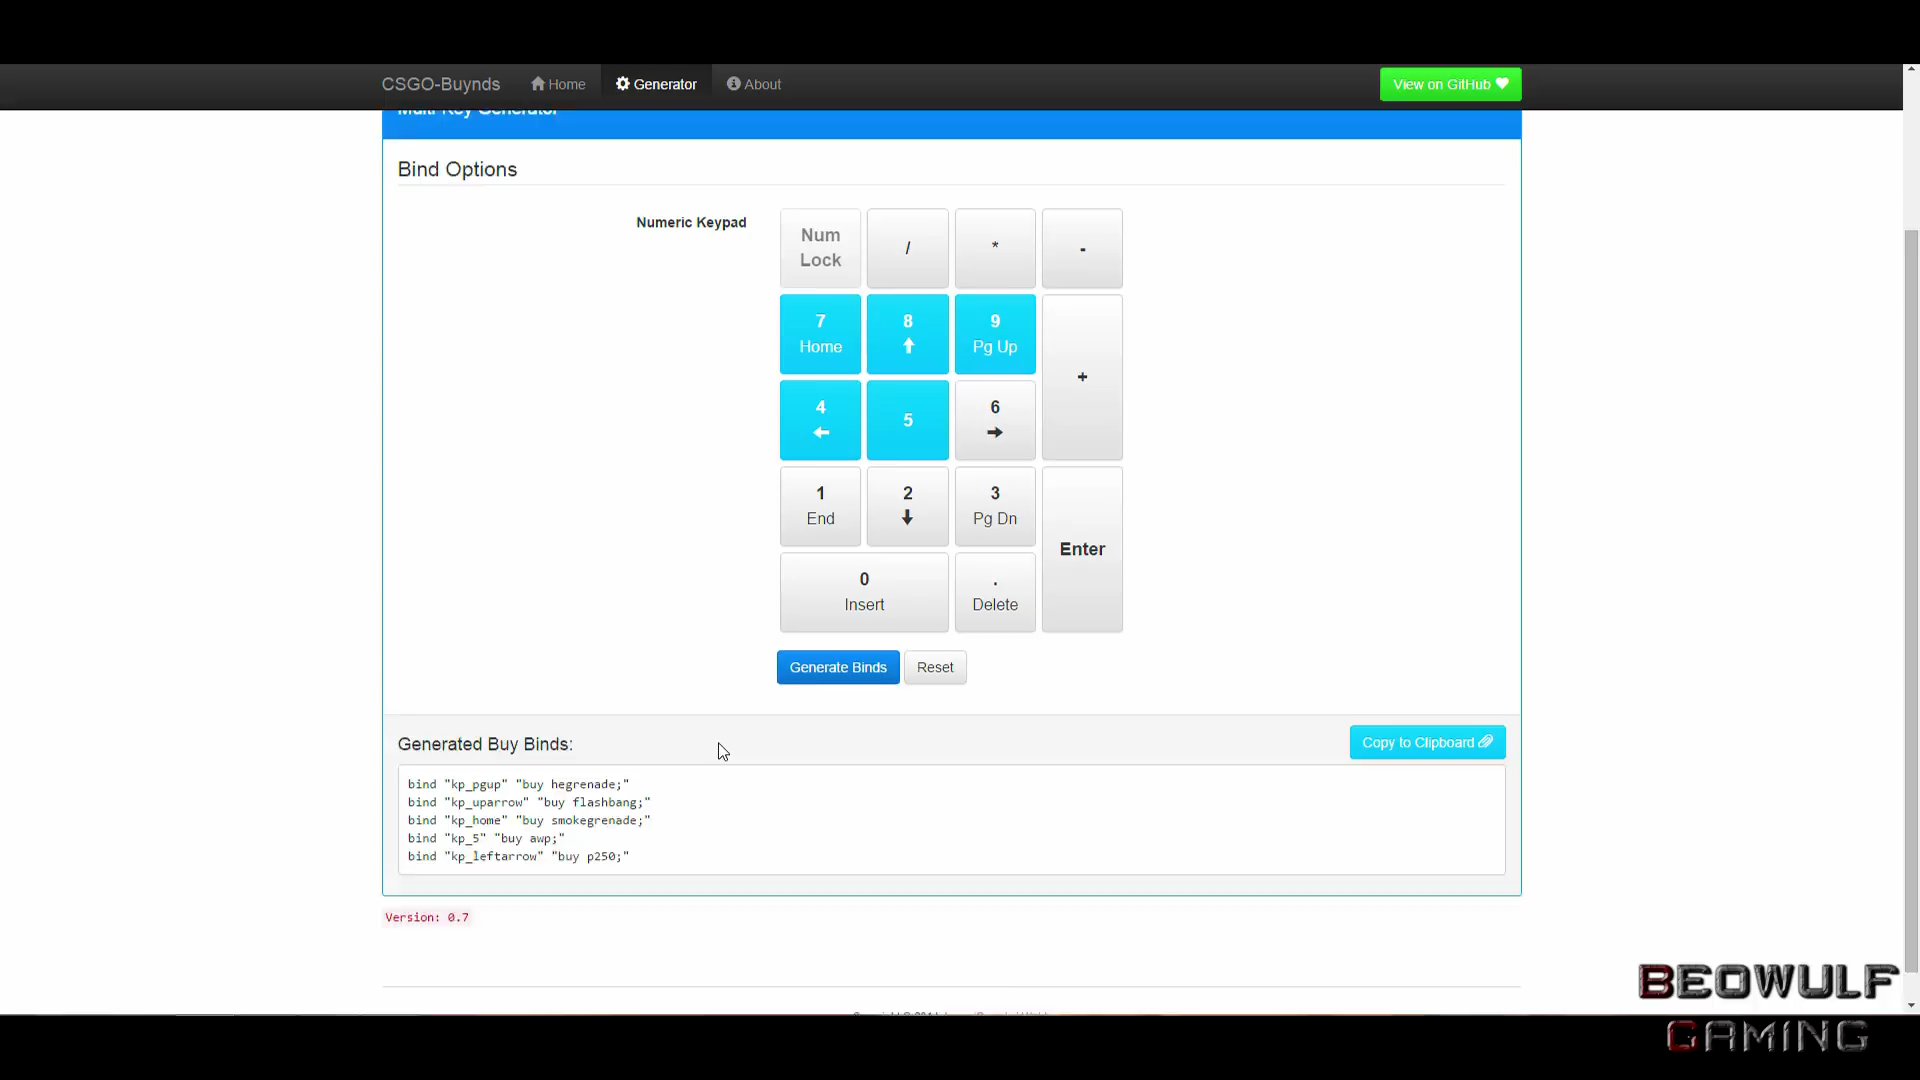 CSGO-Buynds Home Generator About View on GitHub
Multi-Key Generator
Bind Options
Numeric Keypad
Num Lock / * -
7 Home 8 9 Pg Up +
4 5 6
1 End 2 3 Pg Dn Enter
0 Insert . Delete
Generate Binds Reset
Generated Buy Binds: Copy to Clipboard
bind "kp_pgup" "buy hegrenade;"
bind "kp_uparrow" "buy flashbang;"
bind "kp_home" "buy smokegrenade;"
bind "kp_5" "buy awp;"
bind "kp_leftarrow" "buy p250;"
Version: 0.7
BEOWULF
GAMING